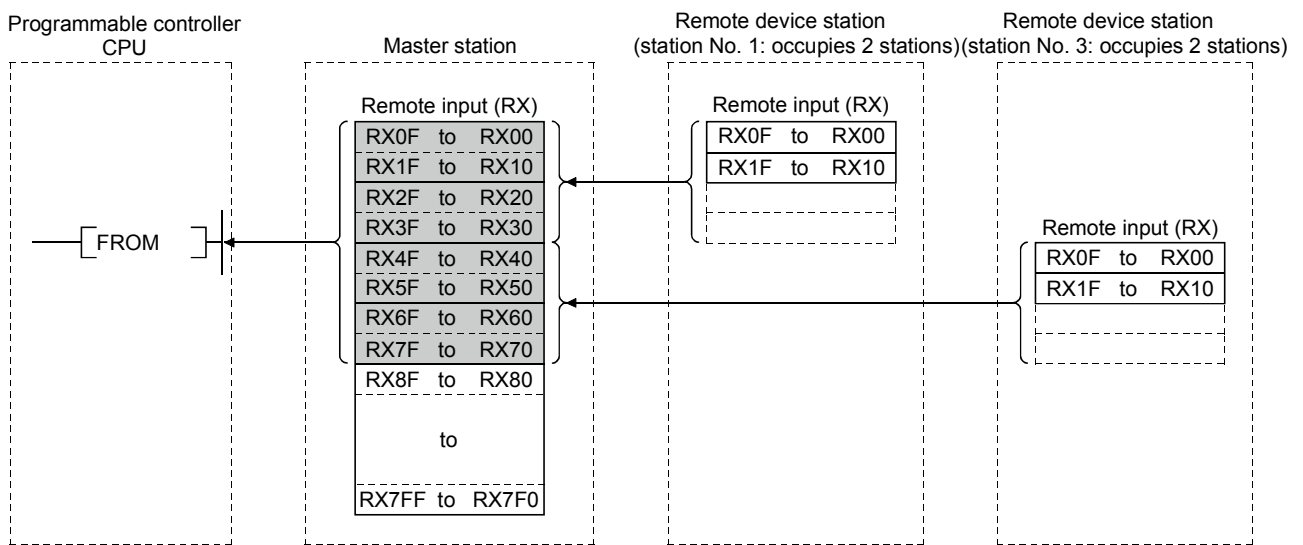 Programmable controller
CPU
Master station
Remote device station
(station No. 1: occupies 2 stations)
Remote device station
(station No. 3: occupies 2 stations)
FROM
Remote input (RX)
RX0F to RX00
RX1F to RX10
RX2F to RX20
RX3F to RX30
RX4F to RX40
RX5F to RX50
RX6F to RX60
RX7F to RX70
RX8F to RX80
to
RX7FF to RX7F0
Remote input (RX)
RX0F to RX00
RX1F to RX10
Remote input (RX)
RX0F to RX00
RX1F to RX10